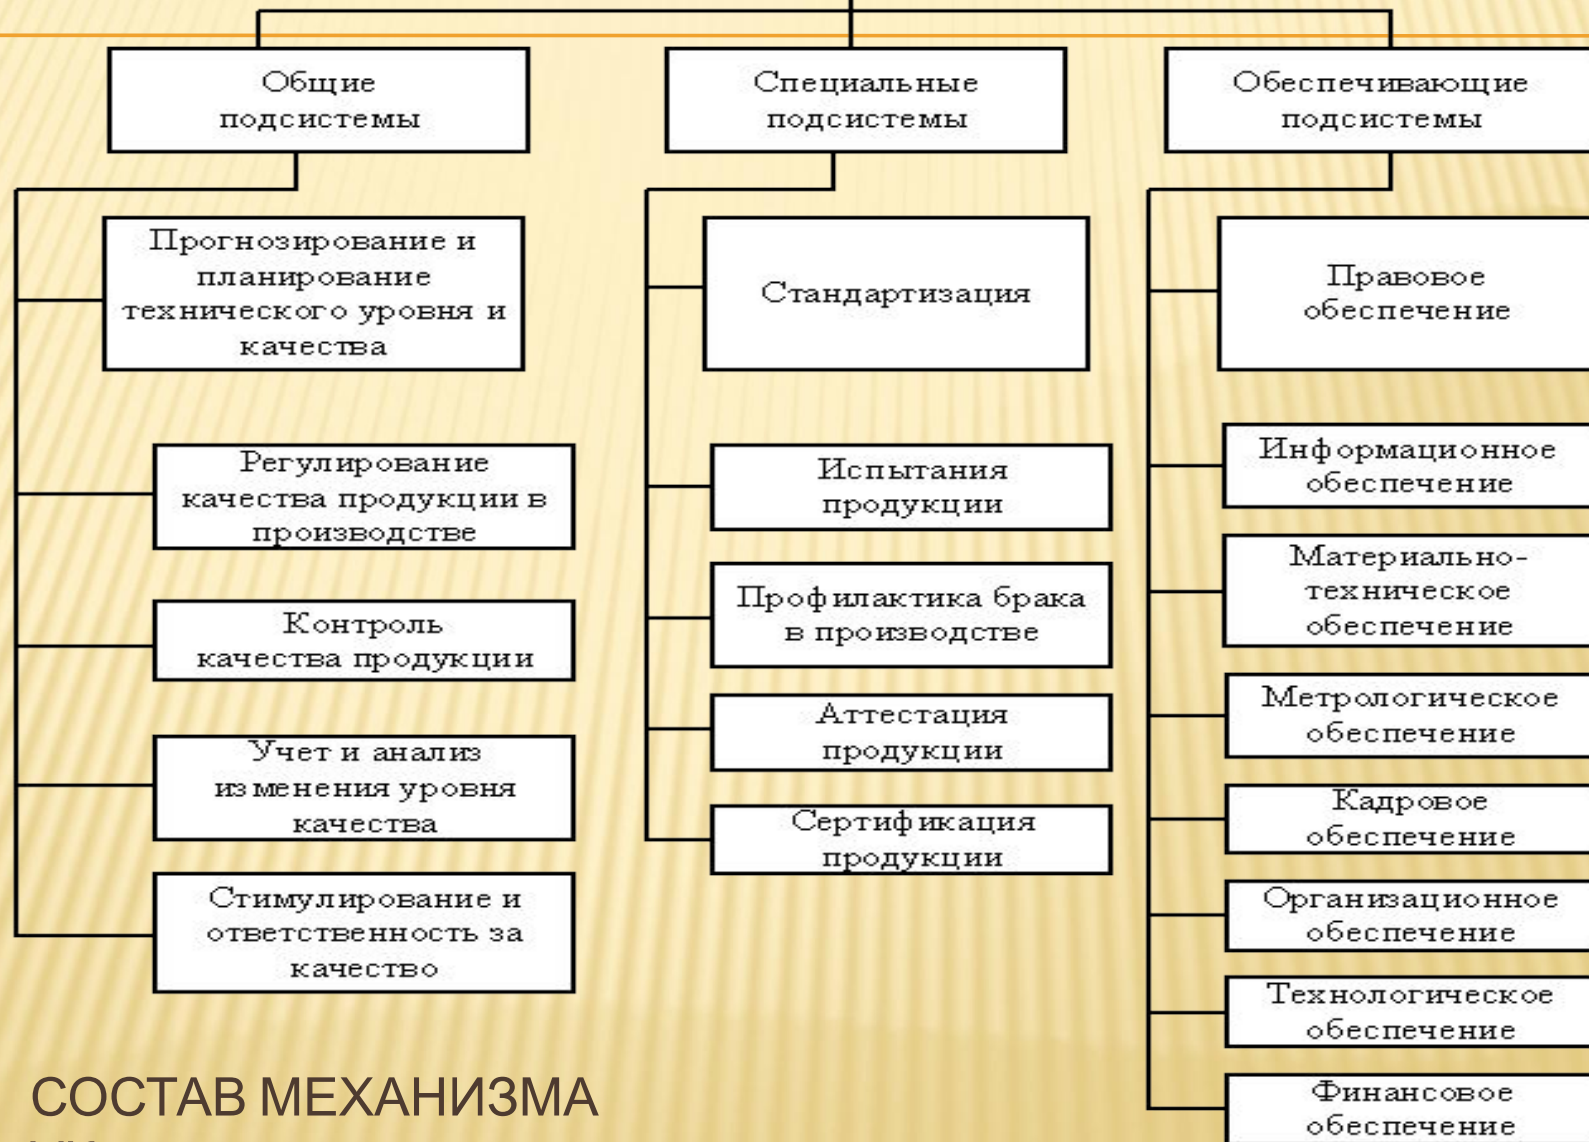 Общие
подсистемы
Прогнозирование и
планирование
технического уровня и
качества
Регулирование
качества продукции в
производстве
Контроль
качества продукции
Учет и анализ
изменения уровня
качества
Стимулирование и
ответственность за
качество
Специальные
подсистемы
Стандартизация
Испытания
продукции
Профилактика брака
в производстве
Аттестация
продукции
Сертификация
продукции
Обеспечивающие
подсистемы
Правовое
обеспечение
Информационное
обеспечение
Материально-
техническое
обеспечение
Метрологическое
обеспечение
Кадровое
обеспечение
Организационное
обеспечение
Технологическое
обеспечение
Финансовое
обеспечение
СОСТАВ МЕХАНИЗМА